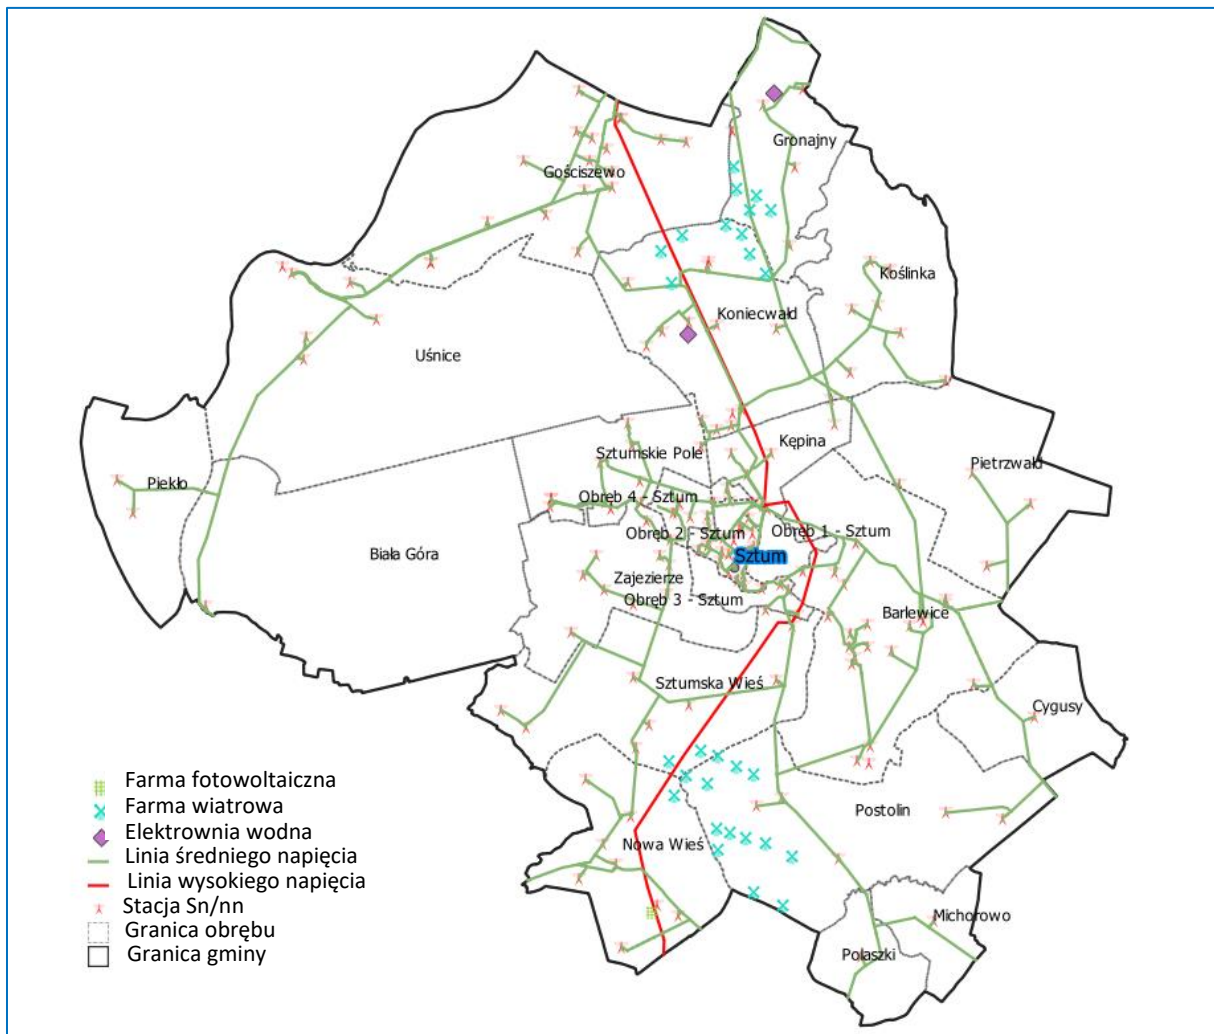 Gronajny
Gościszewo
Koślinka
Koniecwałd
Uśnice
Kępina
Sztumskie Pole
Pietrzwałd
Piekło
Obręb 4 - Sztum
Obręb 2 - Sztum
Obręb 1 - Sztum
Sztum
Biała Góra
Zajezierze
Obręb 3 - Sztum
Barlewice
Sztumska Wieś
Cygusy
Postolin
Nowa Wieś
Michorowo
Polaszki
Farma fotowoltaiczna
Farma wiatrowa
Elektrownia wodna
Linia średniego napięcia
Linia wysokiego napięcia
Stacja Sn/nn
Granica obrębu
Granica gminy